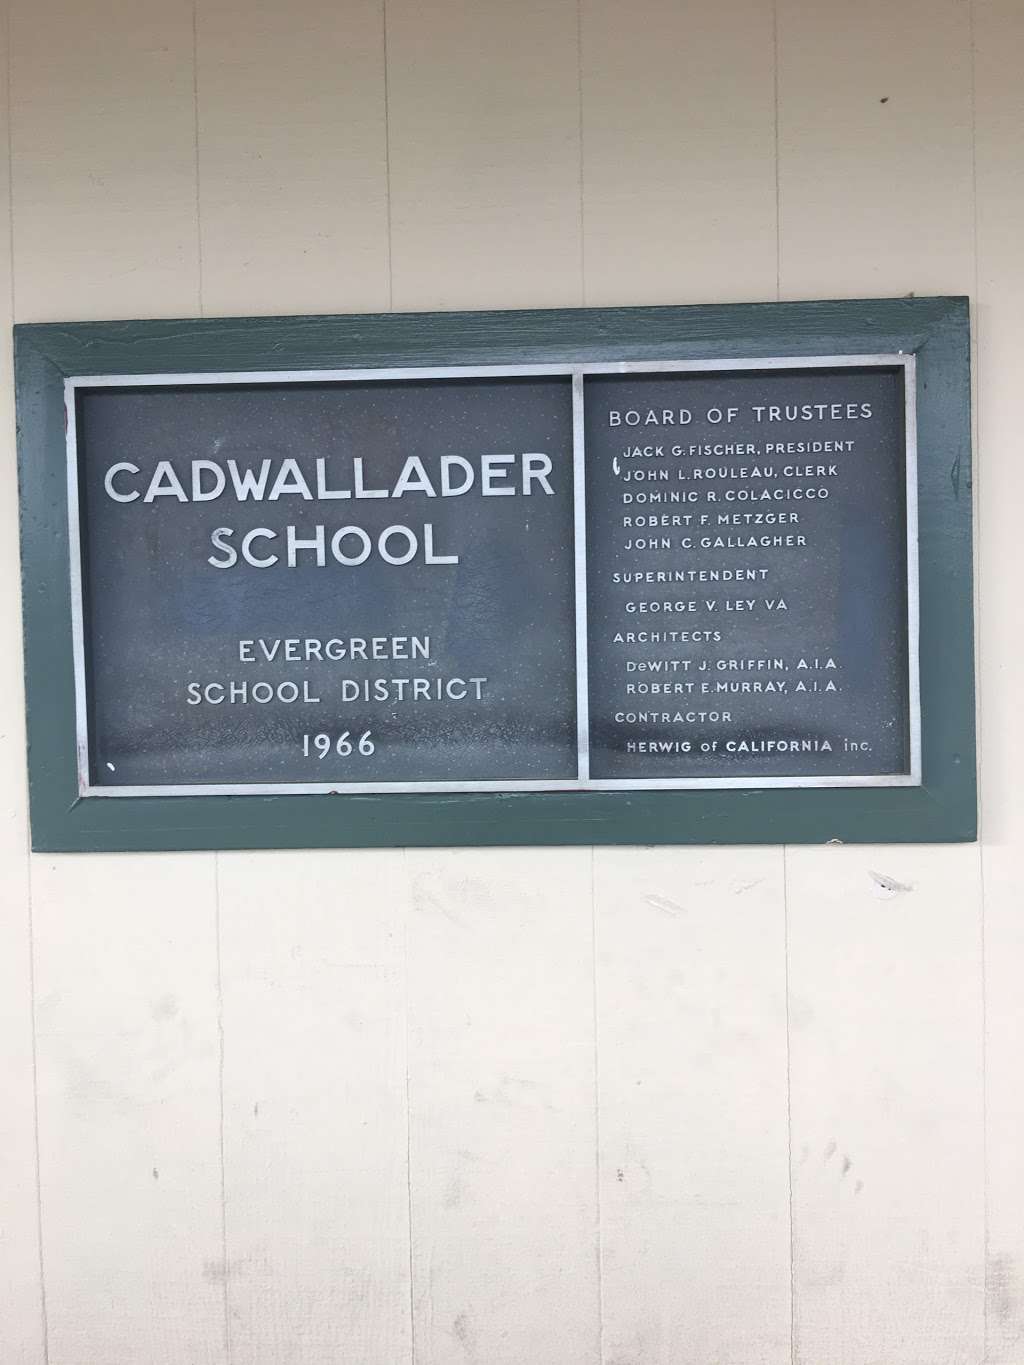 CADWALLADER
SCHOOL
EVERGREEN
SCHOOL DISTRICT
1966
BOARD OF TRUSTEES
JACK G. FISCHER, PRESIDENT
JOHN L. ROULEAU, CLERK
DOMINIC R. COLACICCO
ROBERT F. METZGER
JOHN C. GALLAGHER
SUPERINTENDENT
GEORGE V. LEY VA
ARCHITECTS
DeWITT J. GRIFFIN, A.I.A.
ROBERT E. MURRAY, A.I.A.
CONTRACTOR
HERWIG of CALIFORNIA inc.